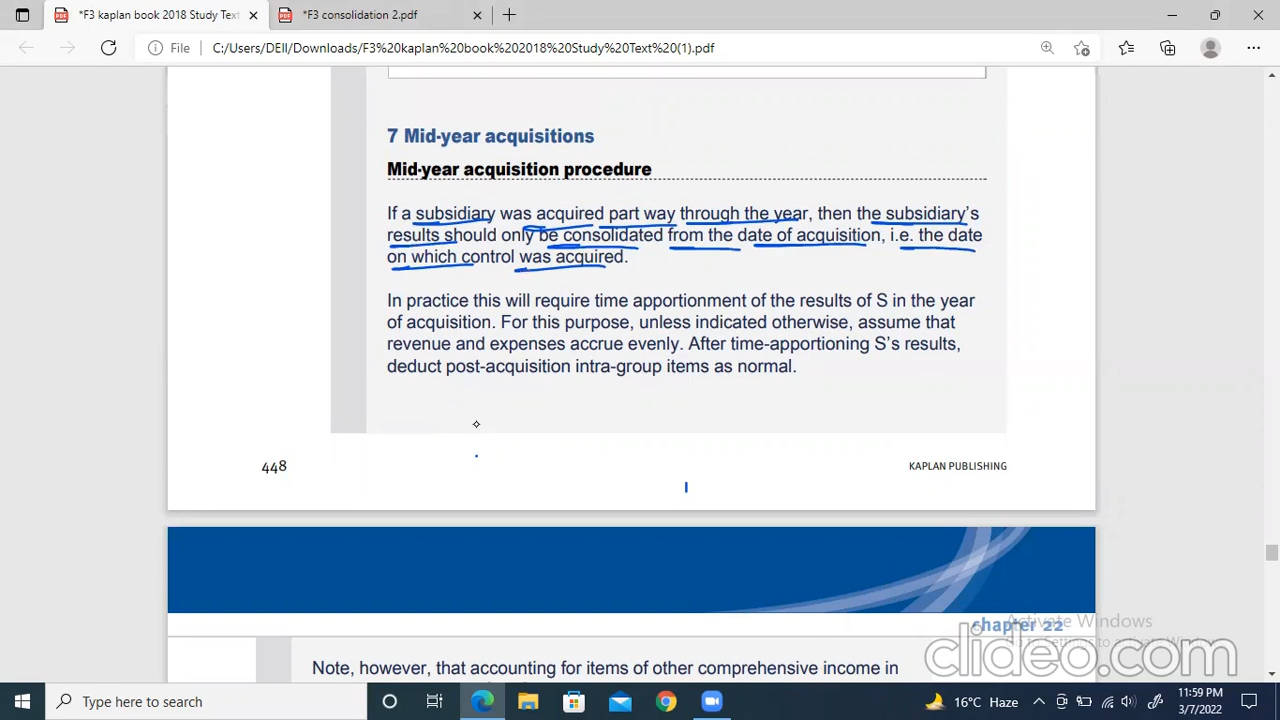 *F3 kaplan book 2018 Study Text
*F3 consolidation 2.pdf
File
C:/Users/DEll/Downloads/F3%20kaplan%20book%202018%20Study%20Text%20(1).pdf
7 Mid-year acquisitions
Mid-year acquisition procedure
If a subsidiary was acquired part way through the year, then the subsidiary's
results should only be consolidated from the date of acquisition, i.e. the date
on which control was acquired.
In practice this will require time apportionment of the results of S in the year
of acquisition. For this purpose, unless indicated otherwise, assume that
revenue and expenses accrue evenly. After time-apportioning S's results,
deduct post-acquisition intra-group items as normal.
448
KAPLAN PUBLISHING
chapter 22
Activate Windows
Go to Settings to activate Windows.
clideo.com
Note, however, that accounting for items of other comprehensive income in
Type here to search
16°C Haze
11:59 PM
3/7/2022